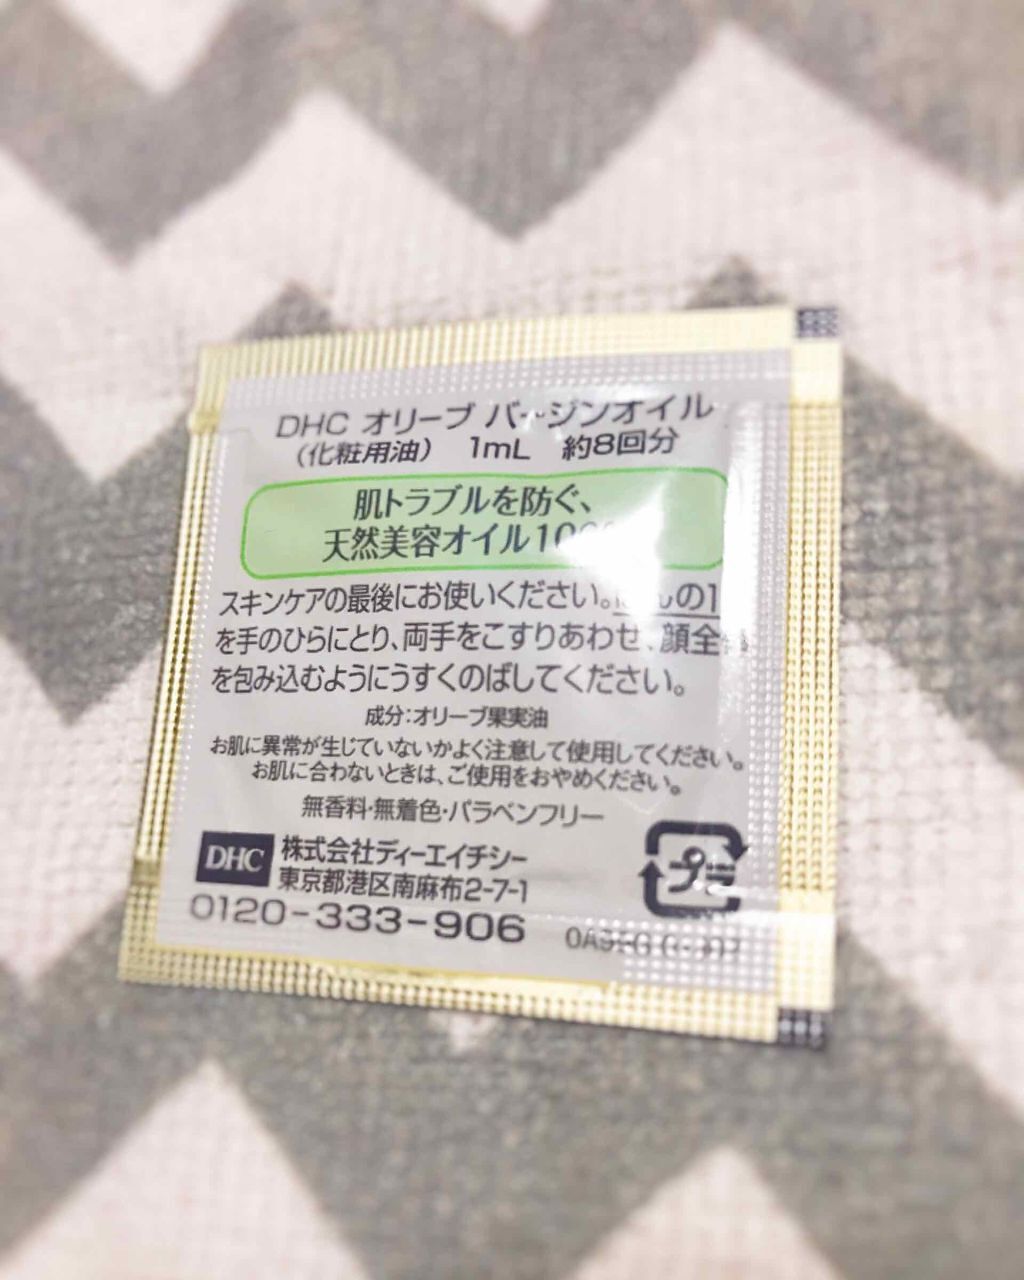 DHC オリーブ バージンオイル
(化粧用油) 1mL 約8回分
肌トラブルを防ぐ、
天然美容オイル
スキンケアの最後にお使いください。
を手のひらにとり、両手をこすりあわせ、顔全
を包み込むようにうすくのばしてください。
成分:オリーブ果実油
お肌に異常が生じていないかよく注意して使用してください。
お肌に合わないときは、ご使用をおやめください。
無香料・無着色・パラベンフリー
DHC 株式会社ディーエイチシー
東京都港区南麻布2-7-1
0120-333-906
プラ